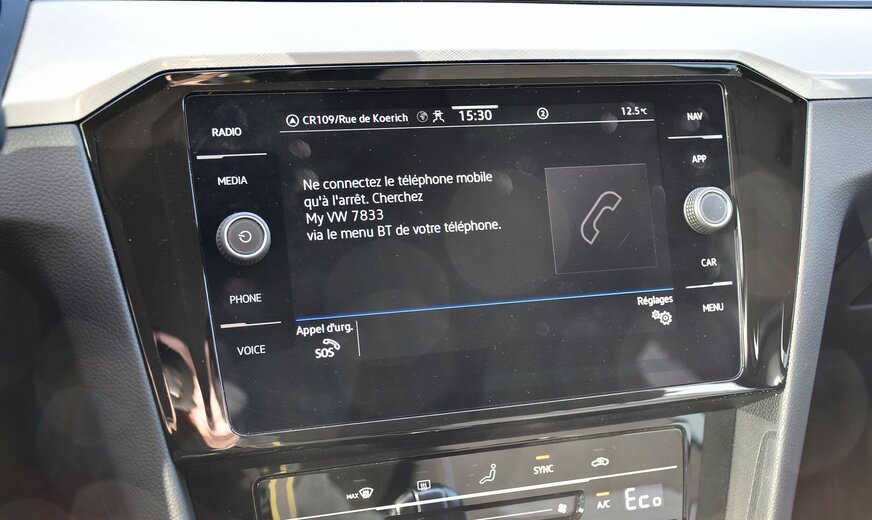 CR109/Rue de Koerich 15:30 2 12.5°C
RADIO
MEDIA
PHONE
VOICE
NAV
APP
CAR
MENU
Ne connectez le téléphone mobile
qu'à l'arrêt. Cherchez
My VW 7833
via le menu BT de votre téléphone.
Réglages
Appel d'urg.
SOS
MAX
SYNC
A/C
Eco